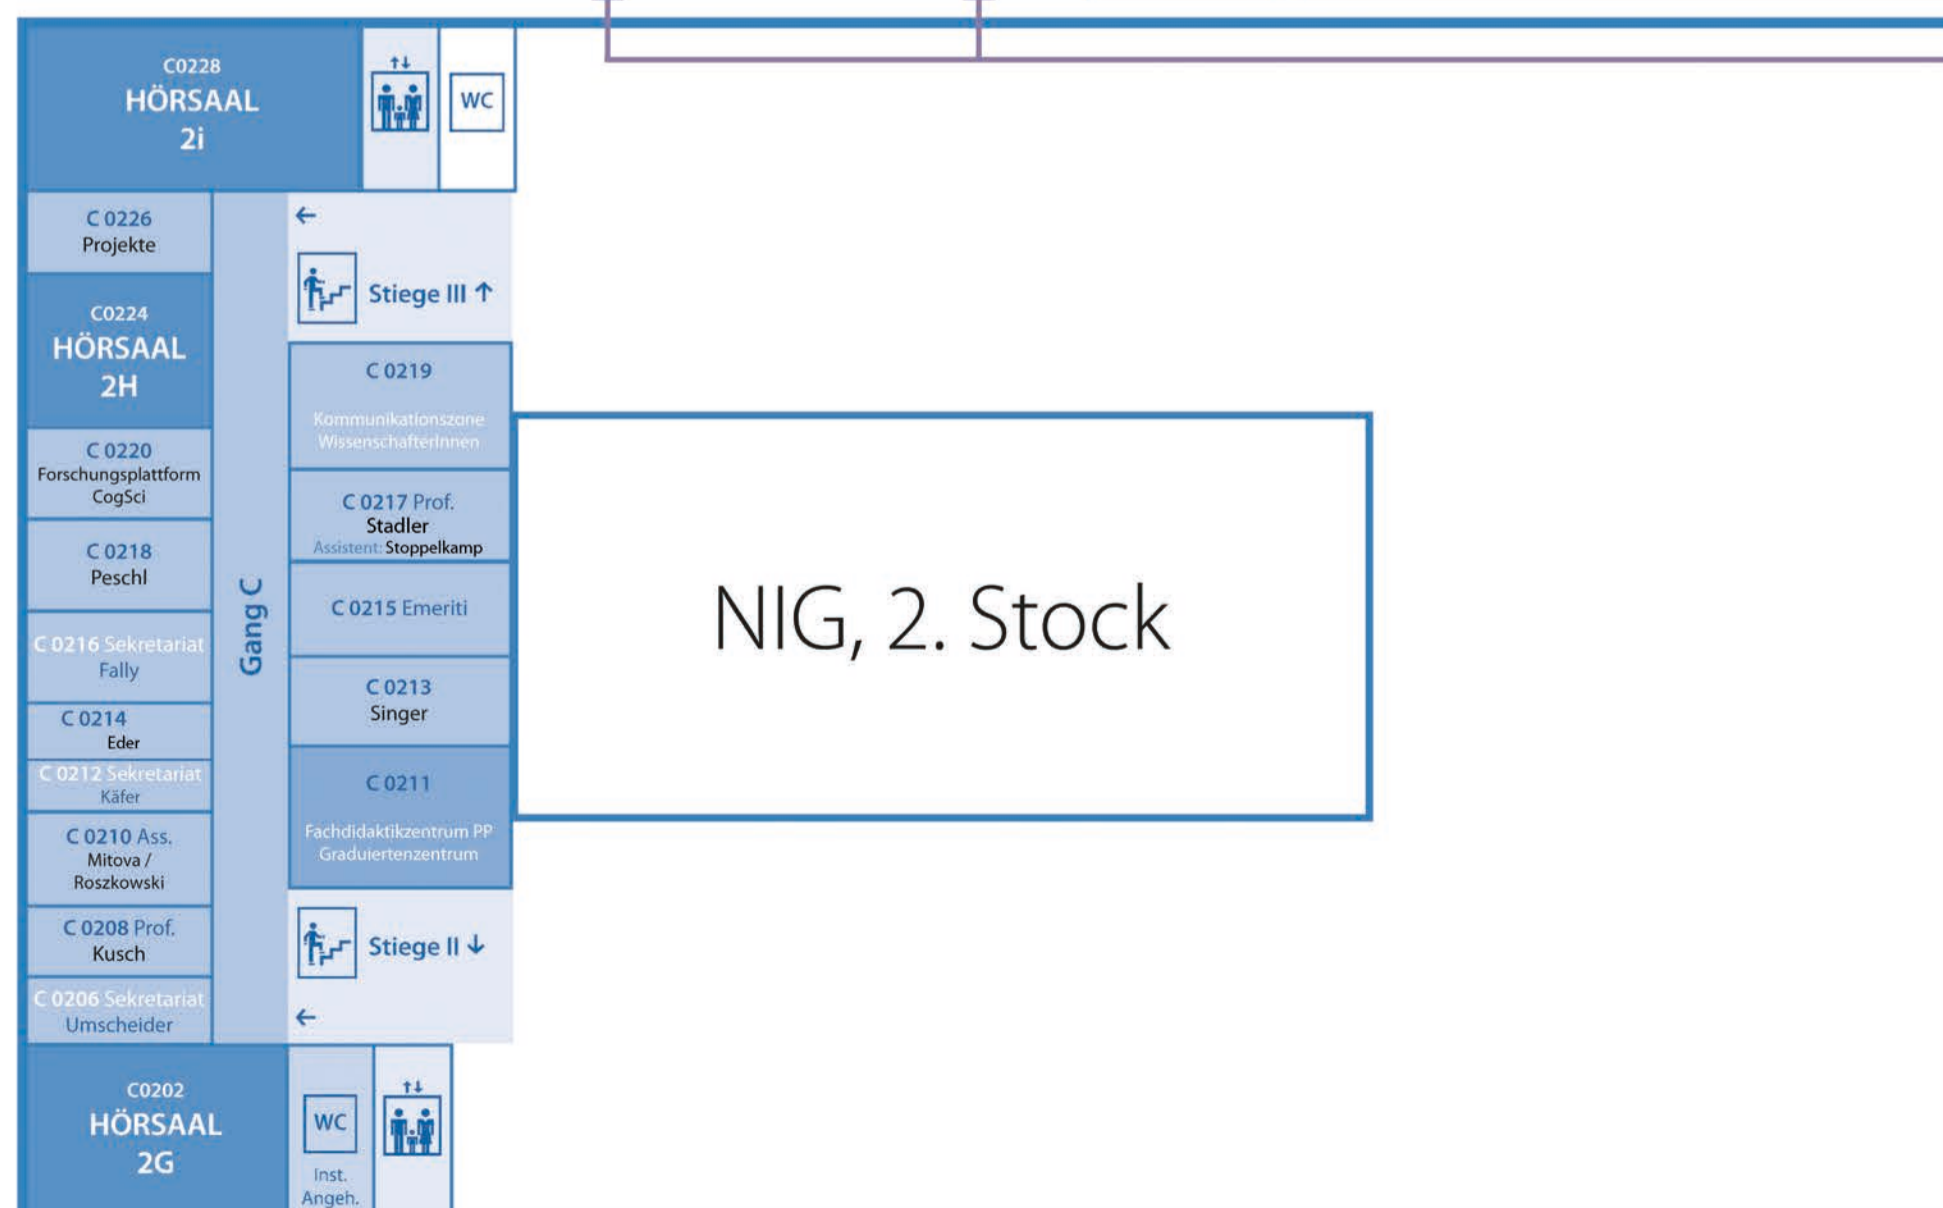 C0228
HÖRSAAL
2i
↑↓
WC
C 0226
Projekte
←
Stiege III ↑
C0224
HÖRSAAL
2H
C 0219
Kommunikationszone
WissenschafterInnen
C 0220
Forschungsplattform
CogSci
C 0217 Prof.
Stadler
Assistent: Stoppelkamp
C 0218
Peschl
C 0215 Emeriti
Gang C
NIG, 2. Stock
C 0216 Sekretariat
Fally
C 0213
Singer
C 0214
Eder
C 0212 Sekretariat
Käfer
C 0211
Fachdidaktikzentrum PP
Graduiertenzentrum
C 0210 Ass.
Mitova /
Roszkowski
C 0208 Prof.
Kusch
Stiege II ↓
C 0206 Sekretariat
Umscheider
←
C0202
HÖRSAAL
2G
WC
Inst.
Angeh.
↑↓